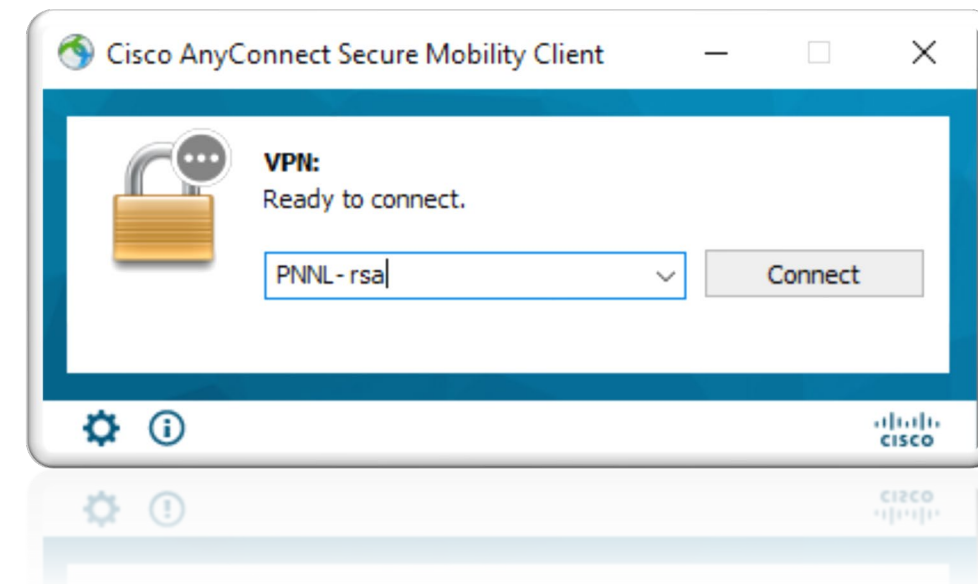 Cisco AnyConnect Secure Mobility Client
VPN:
Ready to connect.
PNNL-rsa
Connect
CISCO